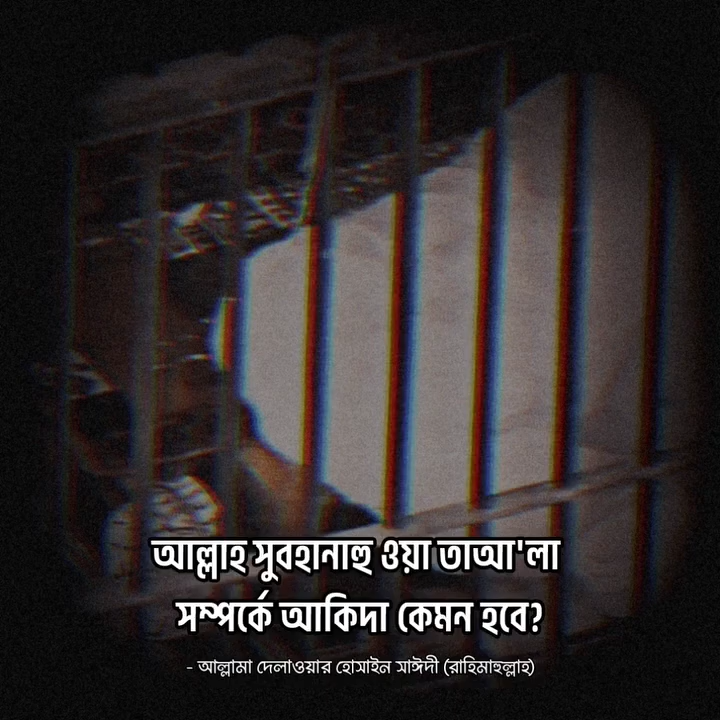 আল্লাহ সুবহানাহু ওয়া তাআ'লা
সম্পর্কে আকিদা কেমন হবে?
- আল্লামা দেলাওয়ার হোসাইন সাঈদী (রাহিমাহুল্লাহ)